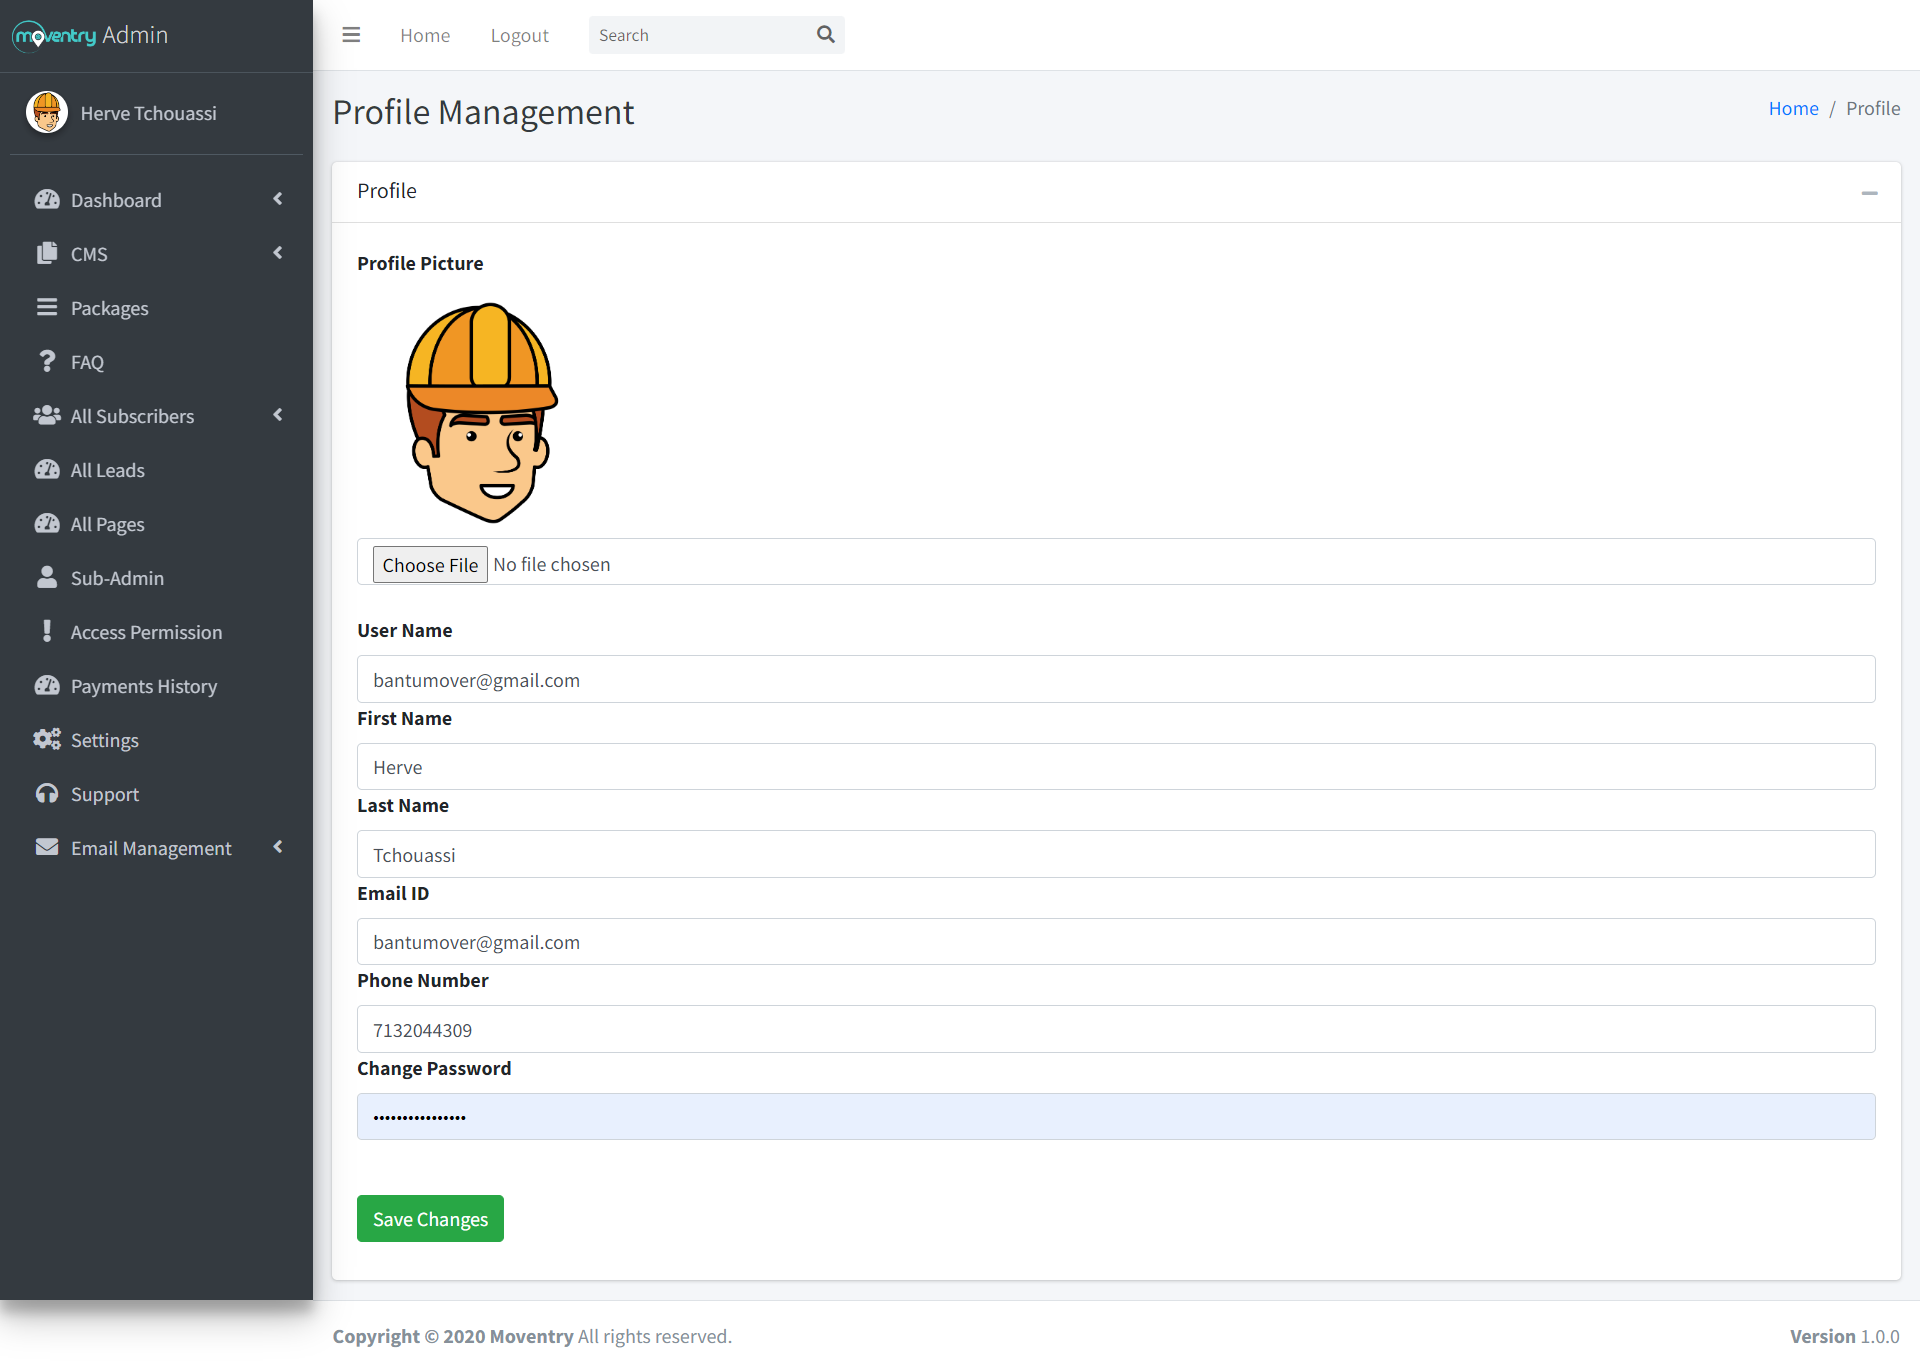 moventry Admin
Home
Logout
Search
Herve Tchouassi
Dashboard
CMS
Packages
FAQ
All Subscribers
All Leads
All Pages
Sub-Admin
Access Permission
Payments History
Settings
Support
Email Management
Profile Management
Home / Profile
Profile
Profile Picture
Choose File No file chosen
User Name
bantumover@gmail.com
First Name
Herve
Last Name
Tchouassi
Email ID
bantumover@gmail.com
Phone Number
7132044309
Change Password
••••••••••••••••
Save Changes
Copyright © 2020 Moventry All rights reserved.
Version 1.0.0